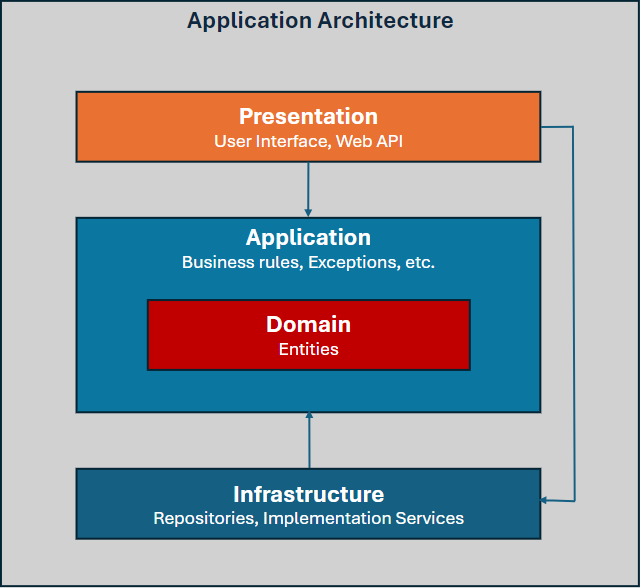 Application Architecture
Presentation
User Interface, Web API
Application
Business rules, Exceptions, etc.
Domain
Entities
Infrastructure
Repositories, Implementation Services